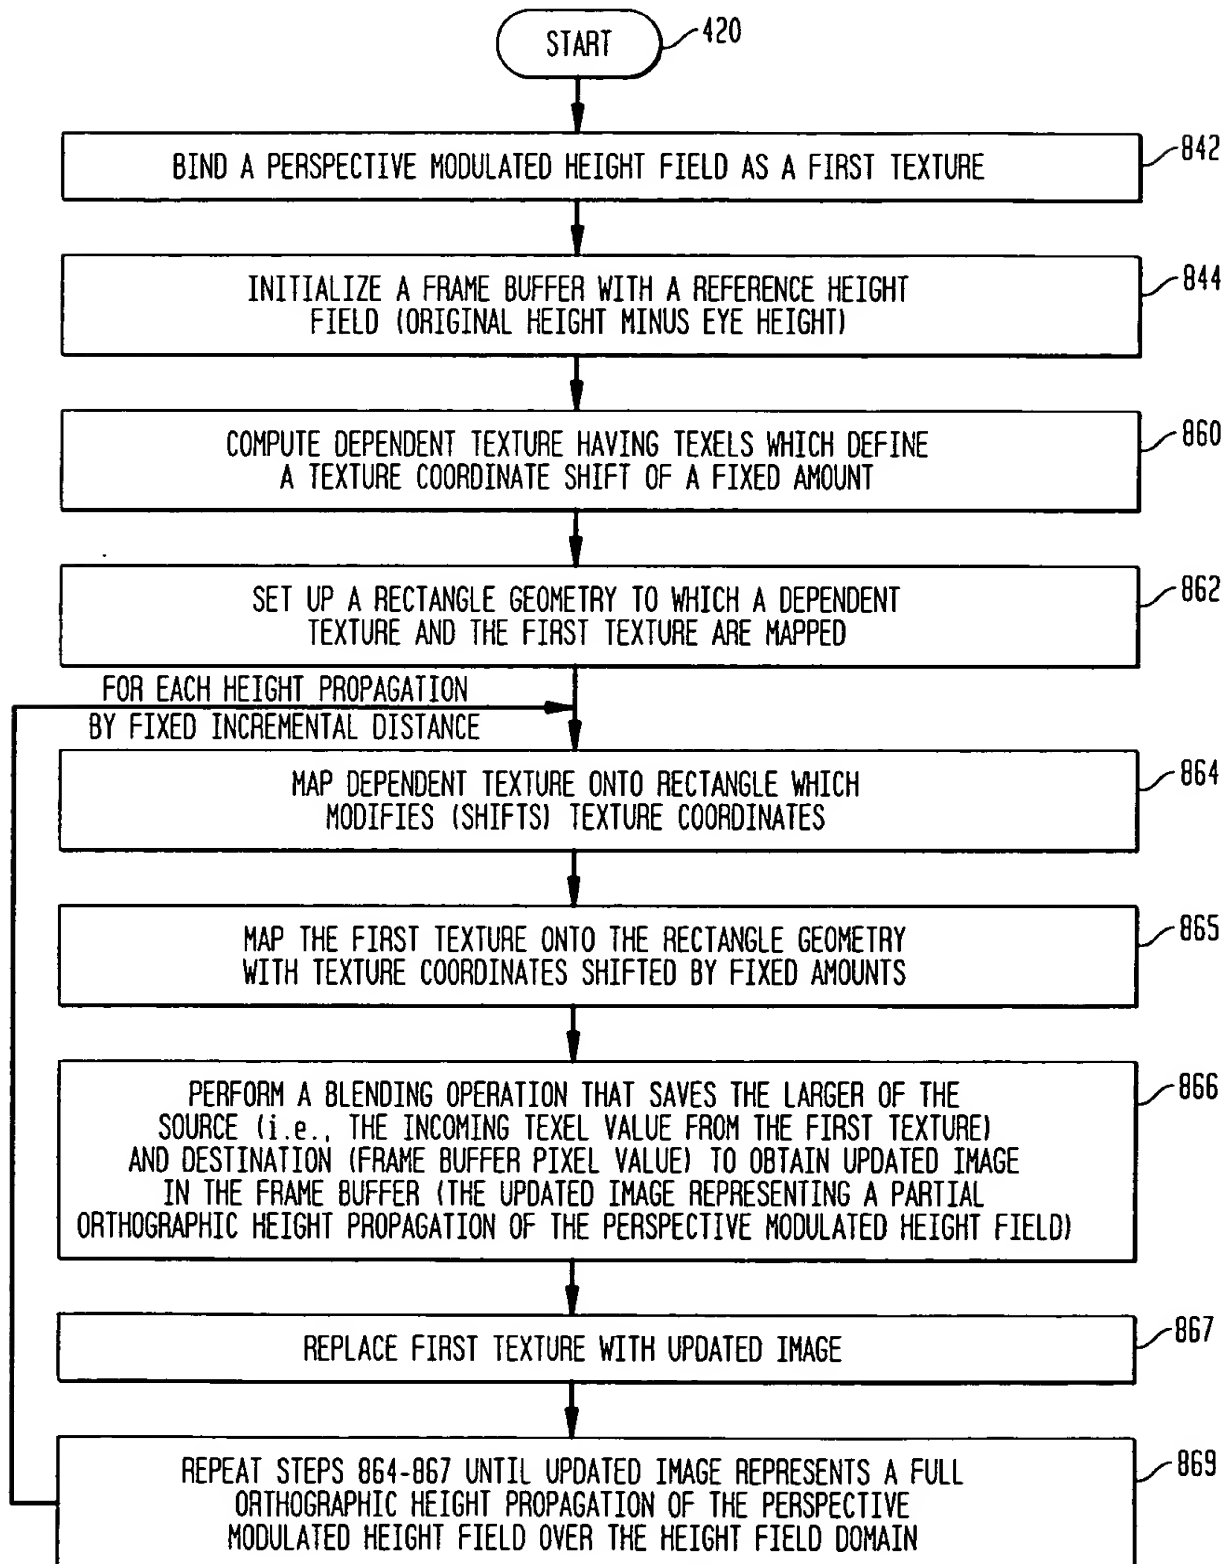 START
420
BIND A PERSPECTIVE MODULATED HEIGHT FIELD AS A FIRST TEXTURE
842
INITIALIZE A FRAME BUFFER WITH A REFERENCE HEIGHT
FIELD (ORIGINAL HEIGHT MINUS EYE HEIGHT)
844
COMPUTE DEPENDENT TEXTURE HAVING TEXELS WHICH DEFINE
A TEXTURE COORDINATE SHIFT OF A FIXED AMOUNT
860
SET UP A RECTANGLE GEOMETRY TO WHICH A DEPENDENT
TEXTURE AND THE FIRST TEXTURE ARE MAPPED
862
FOR EACH HEIGHT PROPAGATION
BY FIXED INCREMENTAL DISTANCE
MAP DEPENDENT TEXTURE ONTO RECTANGLE WHICH
MODIFIES (SHIFTS) TEXTURE COORDINATES
864
MAP THE FIRST TEXTURE ONTO THE RECTANGLE GEOMETRY
WITH TEXTURE COORDINATES SHIFTED BY FIXED AMOUNTS
865
PERFORM A BLENDING OPERATION THAT SAVES THE LARGER OF THE
SOURCE (i.e., THE INCOMING TEXEL VALUE FROM THE FIRST TEXTURE)
AND DESTINATION (FRAME BUFFER PIXEL VALUE) TO OBTAIN UPDATED IMAGE
IN THE FRAME BUFFER (THE UPDATED IMAGE REPRESENTING A PARTIAL
ORTHOGRAPHIC HEIGHT PROPAGATION OF THE PERSPECTIVE MODULATED HEIGHT FIELD)
866
REPLACE FIRST TEXTURE WITH UPDATED IMAGE
867
REPEAT STEPS 864-867 UNTIL UPDATED IMAGE REPRESENTS A FULL
ORTHOGRAPHIC HEIGHT PROPAGATION OF THE PERSPECTIVE
MODULATED HEIGHT FIELD OVER THE HEIGHT FIELD DOMAIN
869